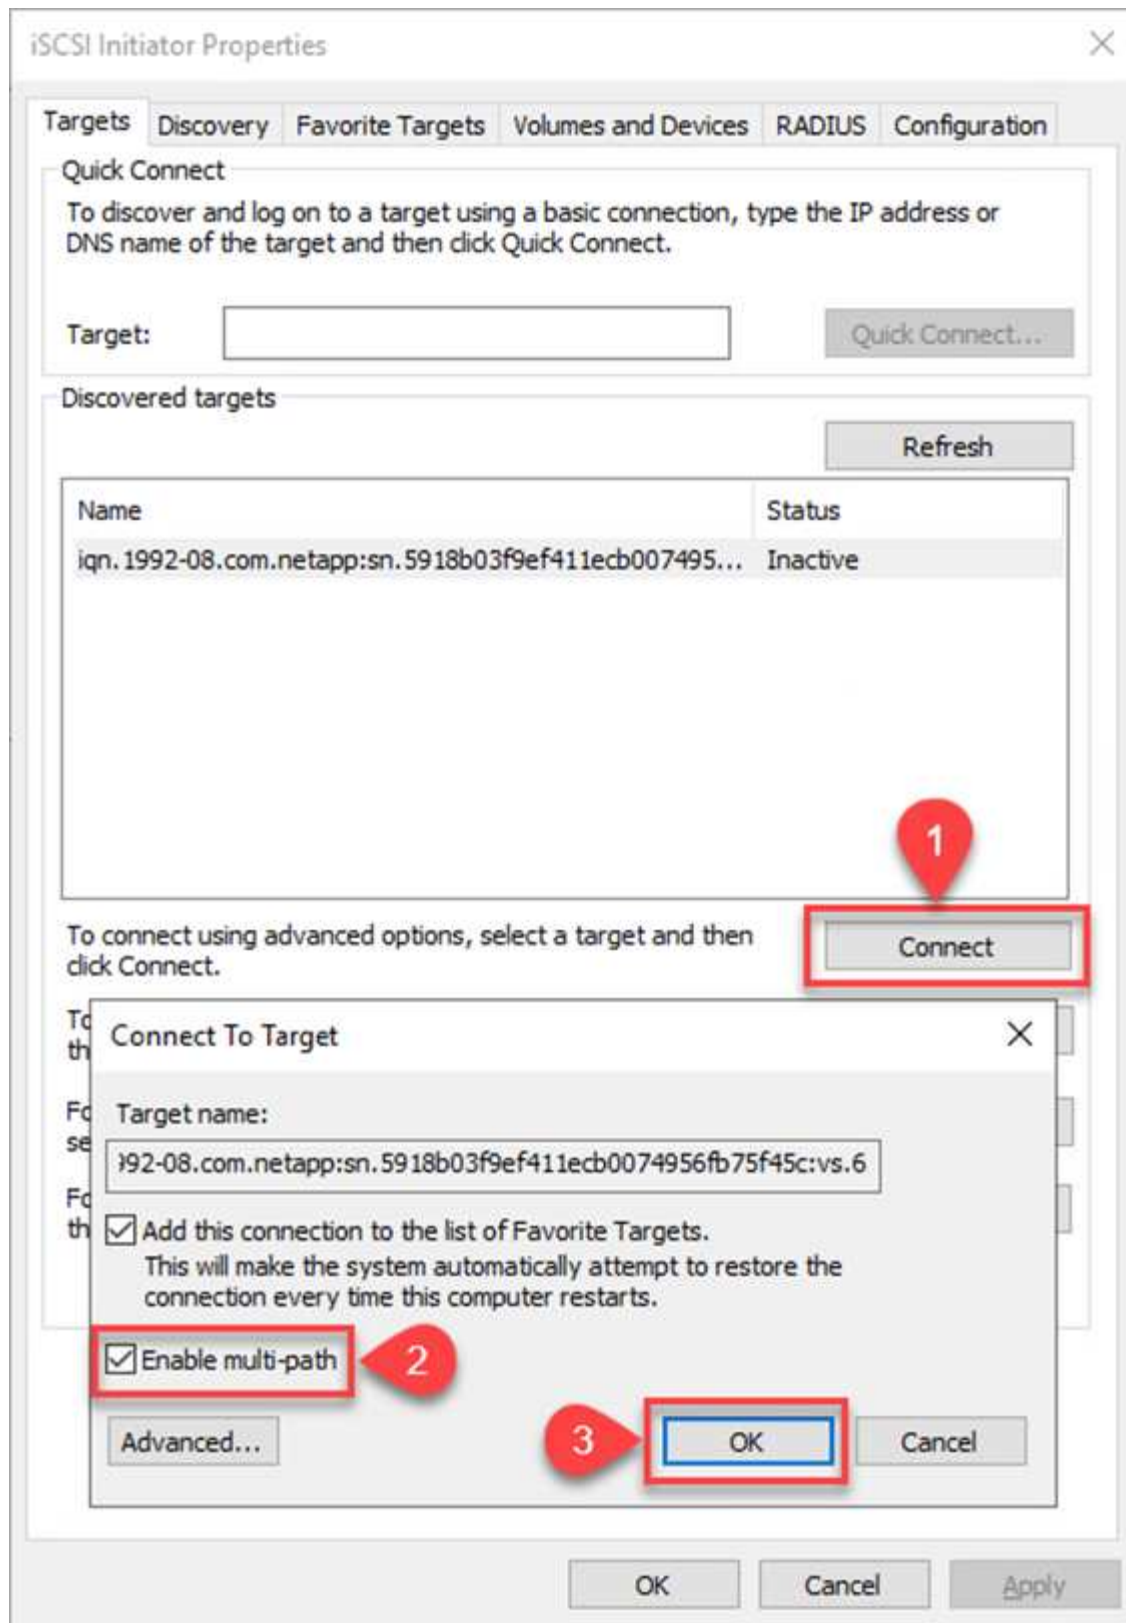 iSCSI Initiator Properties
Targets Discovery Favorite Targets Volumes and Devices RADIUS Configuration
Quick Connect
To discover and log on to a target using a basic connection, type the IP address or
DNS name of the target and then click Quick Connect.
Target:
Quick Connect...
Discovered targets
Refresh
Name Status
iqn.1992-08.com.netapp:sn.5918b03f9ef411ecb007495... Inactive
1
To connect using advanced options, select a target and then
click Connect.
Connect
To
th
Connect To Target
Fo
se
Target name:
)92-08.com.netapp:sn.5918b03f9ef411ecb0074956fb75f45c:vs.6
Fo
th
Add this connection to the list of Favorite Targets.
This will make the system automatically attempt to restore the
connection every time this computer restarts.
Enable multi-path
2
Advanced...
3
OK
Cancel
OK
Cancel
Apply